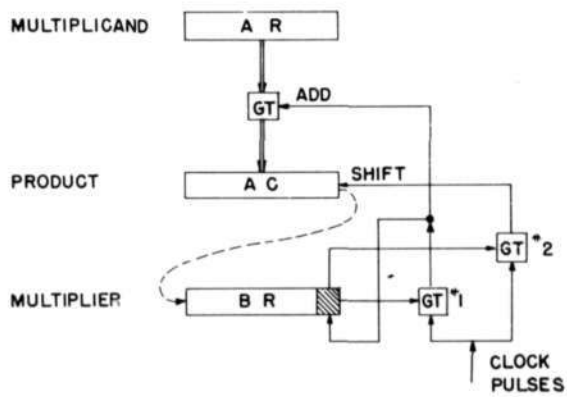 MULTIPLICAND
A R
GT
ADD
PRODUCT
A C
SHIFT
GT #2
MULTIPLIER
B R
GT #1
CLOCK
PULSES